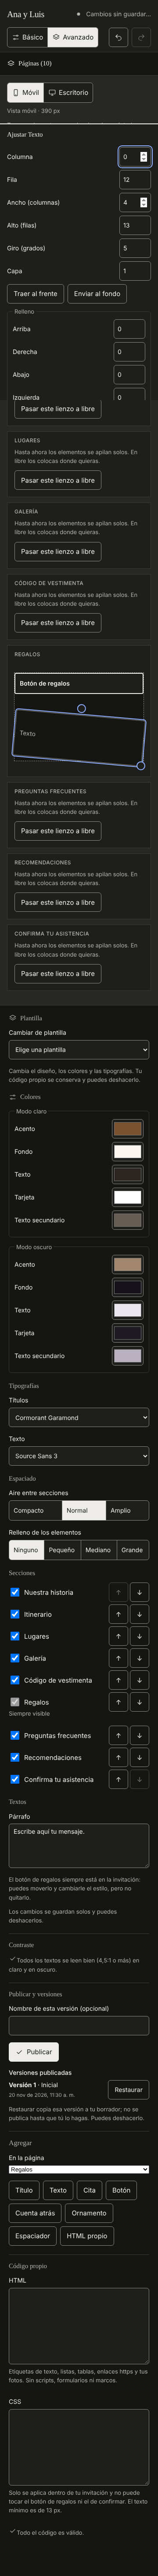 Ana y Luis
Cambios sin guardar...
Básico
Avanzado
Páginas (10)
Móvil
Escritorio
Vista móvil · 390 px
Ajustar Texto
Columna
0
Fila
12
Ancho (columnas)
4
Alto (filas)
13
Giro (grados)
5
Capa
1
Traer al frente
Enviar al fondo
Relleno
Arriba
0
Derecha
0
Abajo
0
Izquierda
0
Pasar este lienzo a libre
LUGARES
Hasta ahora los elementos se apilan solos. En
libre los colocas donde quieras.
Pasar este lienzo a libre
GALERÍA
Hasta ahora los elementos se apilan solos. En
libre los colocas donde quieras.
Pasar este lienzo a libre
CÓDIGO DE VESTIMENTA
Hasta ahora los elementos se apilan solos. En
libre los colocas donde quieras.
Pasar este lienzo a libre
REGALOS
Botón de regalos
Texto
PREGUNTAS FRECUENTES
Hasta ahora los elementos se apilan solos. En
libre los colocas donde quieras.
Pasar este lienzo a libre
RECOMENDACIONES
Hasta ahora los elementos se apilan solos. En
libre los colocas donde quieras.
Pasar este lienzo a libre
CONFIRMA TU ASISTENCIA
Hasta ahora los elementos se apilan solos. En
libre los colocas donde quieras.
Pasar este lienzo a libre
Plantilla
Cambiar de plantilla
Elige una plantilla
Cambia el diseño, los colores y las tipografías. Tu
código propio se conserva y puedes deshacerlo.
Colores
Modo claro
Acento
Fondo
Texto
Tarjeta
Texto secundario
Modo oscuro
Acento
Fondo
Texto
Tarjeta
Texto secundario
Tipografías
Títulos
Cormorant Garamond
Texto
Source Sans 3
Espaciado
Aire entre secciones
Compacto
Normal
Amplio
Relleno de los elementos
Ninguno
Pequeño
Mediano
Grande
Secciones
Nuestra historia
Itinerario
Lugares
Galería
Código de vestimenta
Regalos
Siempre visible
Preguntas frecuentes
Recomendaciones
Confirma tu asistencia
Textos
Párrafo
Escribe aquí tu mensaje.
El botón de regalos siempre está en la invitación:
puedes moverlo y cambiarle el estilo, pero no
quitarlo.
Los cambios se guardan solos y puedes
deshacerlos.
Contraste
Todos los textos se leen bien (4,5:1 o más) en
claro y en oscuro.
Publicar y versiones
Nombre de esta versión (opcional)
Publicar
Versiones publicadas
Versión 1 · Inicial
20 nov de 2026, 11:30 a. m.
Restaurar
Restaurar copia esa versión a tu borrador; no se
publica hasta que tú lo hagas. Puedes deshacerlo.
Agregar
En la página
Regalos
Título
Texto
Cita
Botón
Cuenta atrás
Ornamento
Espaciador
HTML propio
Código propio
HTML
Etiquetas de texto, listas, tablas, enlaces https y tus
fotos. Sin scripts, formularios ni marcos.
CSS
Solo se aplica dentro de tu invitación y no puede
tocar el botón de regalos ni el de confirmar. El texto
mínimo es de 13 px.
Todo el código es válido.